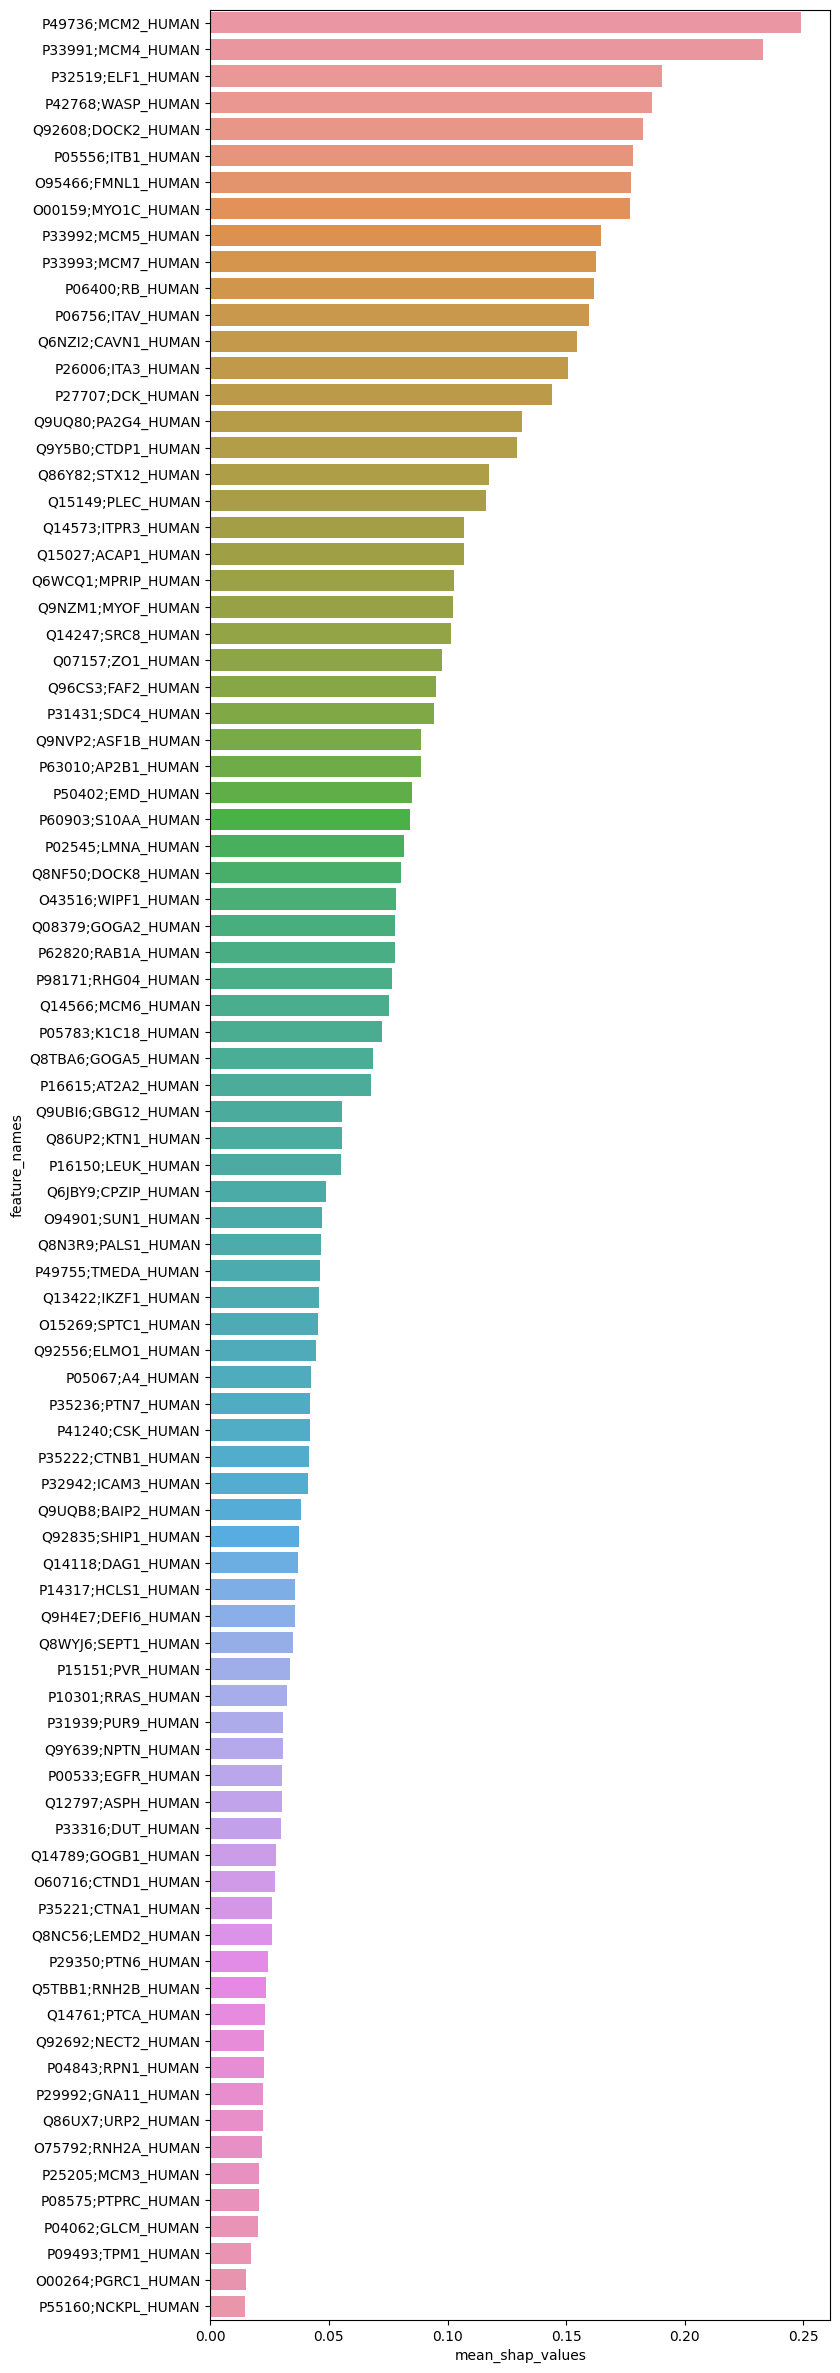 P49736;MCM2_HUMAN
P33991;MCM4_HUMAN
P32519;ELF1_HUMAN
P42768;WASP_HUMAN
Q92608;DOCK2_HUMAN
P05556;ITB1_HUMAN
O95466;FMNL1_HUMAN
O00159;MYO1C_HUMAN
P33992;MCM5_HUMAN
P33993;MCM7_HUMAN
P06400;RB_HUMAN
P06756;ITAV_HUMAN
Q6NZI2;CAVN1_HUMAN
P26006;ITA3_HUMAN
P27707;DCK_HUMAN
Q9UQ80;PA2G4_HUMAN
Q9Y5B0;CTDP1_HUMAN
Q86Y82;STX12_HUMAN
Q15149;PLEC_HUMAN
Q14573;ITPR3_HUMAN
Q15027;ACAP1_HUMAN
Q6WCQ1;MPRIP_HUMAN
Q9NZM1;MYOF_HUMAN
Q14247;SRC8_HUMAN
Q07157;ZO1_HUMAN
Q96CS3;FAF2_HUMAN
P31431;SDC4_HUMAN
Q9NVP2;ASF1B_HUMAN
P63010;AP2B1_HUMAN
P50402;EMD_HUMAN
P60903;S10AA_HUMAN
P02545;LMNA_HUMAN
Q8NF50;DOCK8_HUMAN
O43516;WIPF1_HUMAN
Q08379;GOGA2_HUMAN
P62820;RAB1A_HUMAN
P98171;RHG04_HUMAN
Q14566;MCM6_HUMAN
P05783;K1C18_HUMAN
Q8TBA6;GOGA5_HUMAN
P16615;AT2A2_HUMAN
Q9UBI6;GBG12_HUMAN
Q86UP2;KTN1_HUMAN
P16150;LEUK_HUMAN
Q6JBY9;CPZIP_HUMAN
O94901;SUN1_HUMAN
Q8N3R9;PALS1_HUMAN
P49755;TMEDA_HUMAN
Q13422;IKZF1_HUMAN
O15269;SPTC1_HUMAN
Q92556;ELMO1_HUMAN
P05067;A4_HUMAN
P35236;PTN7_HUMAN
P41240;CSK_HUMAN
P35222;CTNB1_HUMAN
P32942;ICAM3_HUMAN
Q9UQB8;BAIP2_HUMAN
Q92835;SHIP1_HUMAN
Q14118;DAG1_HUMAN
P14317;HCLS1_HUMAN
Q9H4E7;DEFI6_HUMAN
Q8WYJ6;SEPT1_HUMAN
P15151;PVR_HUMAN
P10301;RRAS_HUMAN
P31939;PUR9_HUMAN
Q9Y639;NPTN_HUMAN
P00533;EGFR_HUMAN
Q12797;ASPH_HUMAN
P33316;DUT_HUMAN
Q14789;GOGB1_HUMAN
O60716;CTND1_HUMAN
P35221;CTNA1_HUMAN
Q8NC56;LEMD2_HUMAN
P29350;PTN6_HUMAN
Q5TBB1;RNH2B_HUMAN
Q14761;PTCA_HUMAN
Q92692;NECT2_HUMAN
P04843;RPN1_HUMAN
P29992;GNA11_HUMAN
Q86UX7;URP2_HUMAN
O75792;RNH2A_HUMAN
P25205;MCM3_HUMAN
P08575;PTPRC_HUMAN
P04062;GLCM_HUMAN
P09493;TPM1_HUMAN
O00264;PGRC1_HUMAN
P55160;NCKPL_HUMAN
feature_names
0.00 0.05 0.10 0.15 0.20 0.25
mean_shap_values